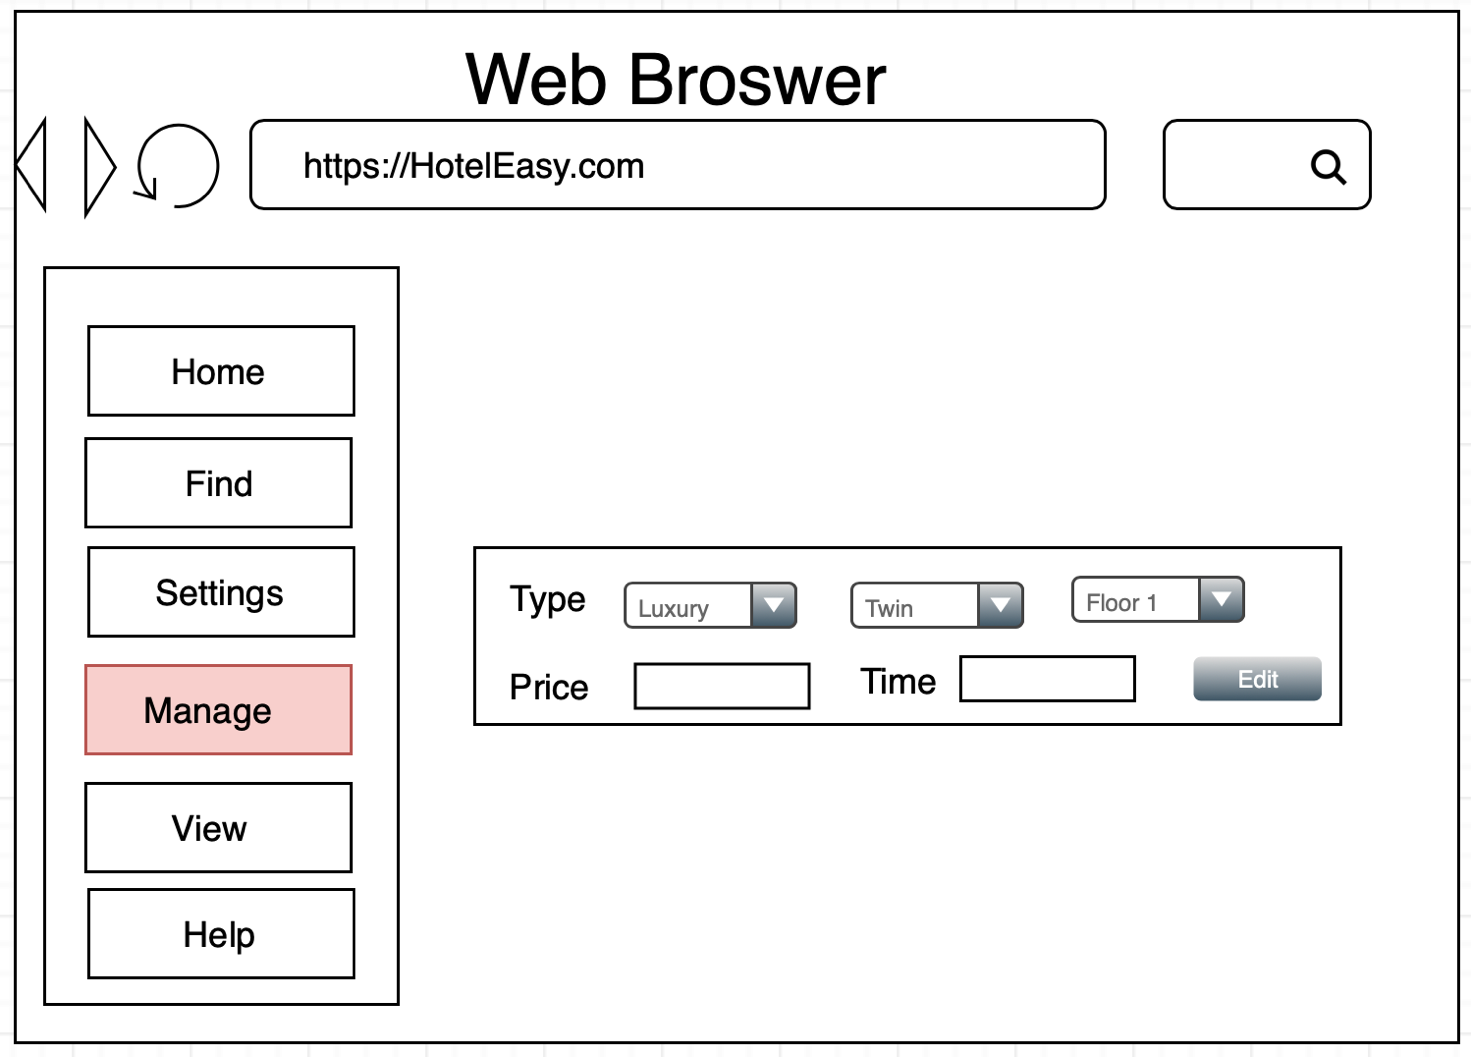 Web Broswer
https://HotelEasy.com
Home
Find
Settings
Manage
View
Help
Type Luxury Twin Floor 1
Price Time Edit